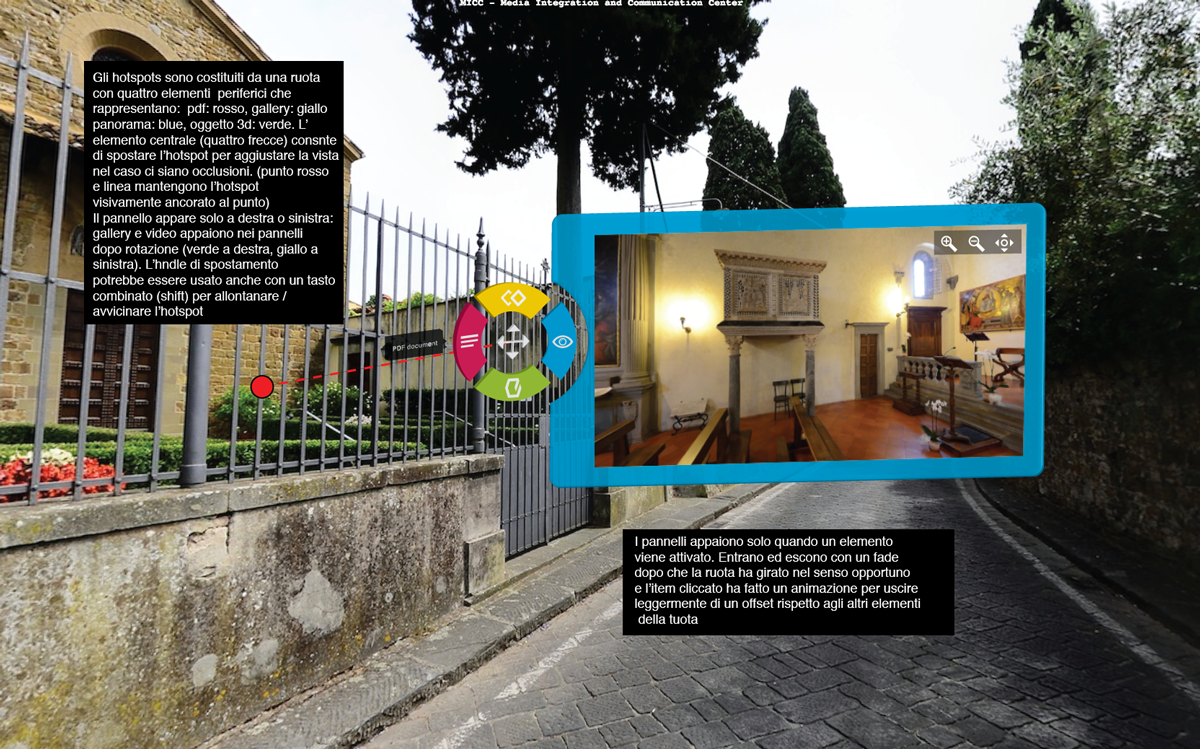 MICC - Media Integration and Communication Center
Gli hotspots sono costituiti da una ruota
con quattro elementi periferici che
rappresentano: pdf: rosso, gallery: giallo
panorama: blue, oggetto 3d: verde. L'
elemento centrale (quattro frecce) consnte
di spostare l'hotspot per aggiustare la vista
nel caso ci siano occlusioni. (punto rosso
e linea mantengono l'hotspot
visivamente ancorato al punto)
Il pannello appare solo a destra o sinistra:
gallery e video appaiono nei pannelli
dopo rotazione (verde a destra, giallo a
sinistra). L'hndle di spostamento
potrebbe essere usato anche con un tasto
combinato (shift) per allontanare /
avvicinare l'hotspot
PDF document
I pannelli appaiono solo quando un elemento
viene attivato. Entrano ed escono con un fade
dopo che la ruota ha girato nel senso opportuno
e l'item cliccato ha fatto un animazione per uscire
leggermente di un offset rispetto agli altri elementi
della tuota